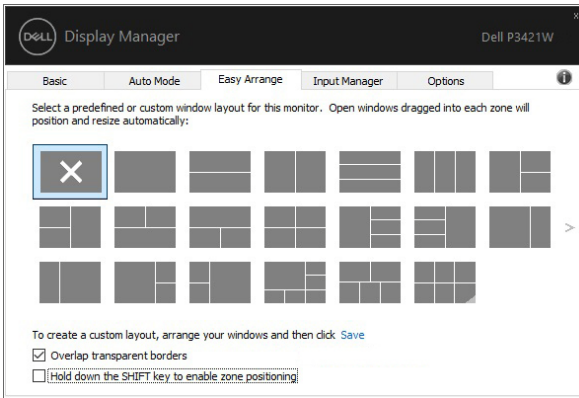 DELL Display Manager
Dell P3421W
x
Basic
Auto Mode
Easy Arrange
Input Manager
Options
i
Select a predefined or custom window layout for this monitor. Open windows dragged into each zone will
position and resize automatically:
To create a custom layout, arrange your windows and then click Save
Overlap transparent borders
Hold down the SHIFT key to enable zone positioning